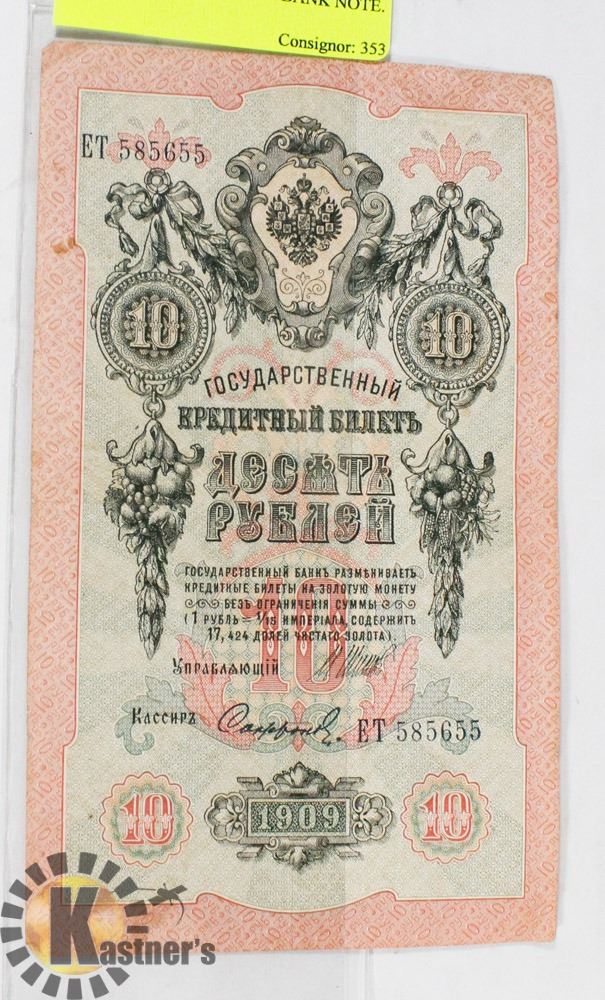 BANK NOTE.
Consignor: 353
ЕТ 585655
10
10
ГОСУДАРСТВЕННЫЙ
КРЕДИТНЫЙ БИЛЕТЪ
ДЕСЯТЬ
РУБЛЕЙ
ГОСУДАРСТВЕННЫЙ БАНКЪ РАЗМѢНИВАЕТЪ
КРЕДИТНЫЕ БИЛЕТЫ НА ЗОЛОТУЮ МОНЕТУ
БЕЗЪ ОГРАНИЧЕНІЯ СУММЫ
(1 РУБЛЬ = 1/15 ИМПЕРІАЛА, СОДЕРЖИТЪ
17,424 ДОЛЕЙ ЧИСТАГО ЗОЛОТА).
10
Управляющій
Кассиръ
ЕТ 585655
10
1909
10
Kastner's